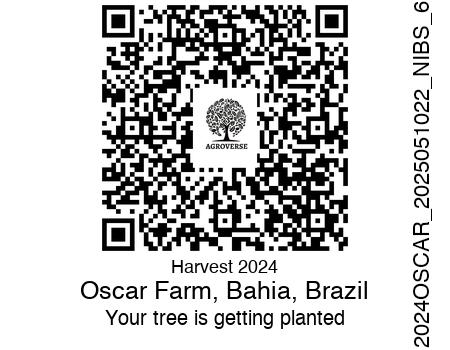 AGROVERSE
Harvest 2024
Oscar Farm, Bahia, Brazil
Your tree is getting planted
2024OSCAR_2025051022_NIBS_6